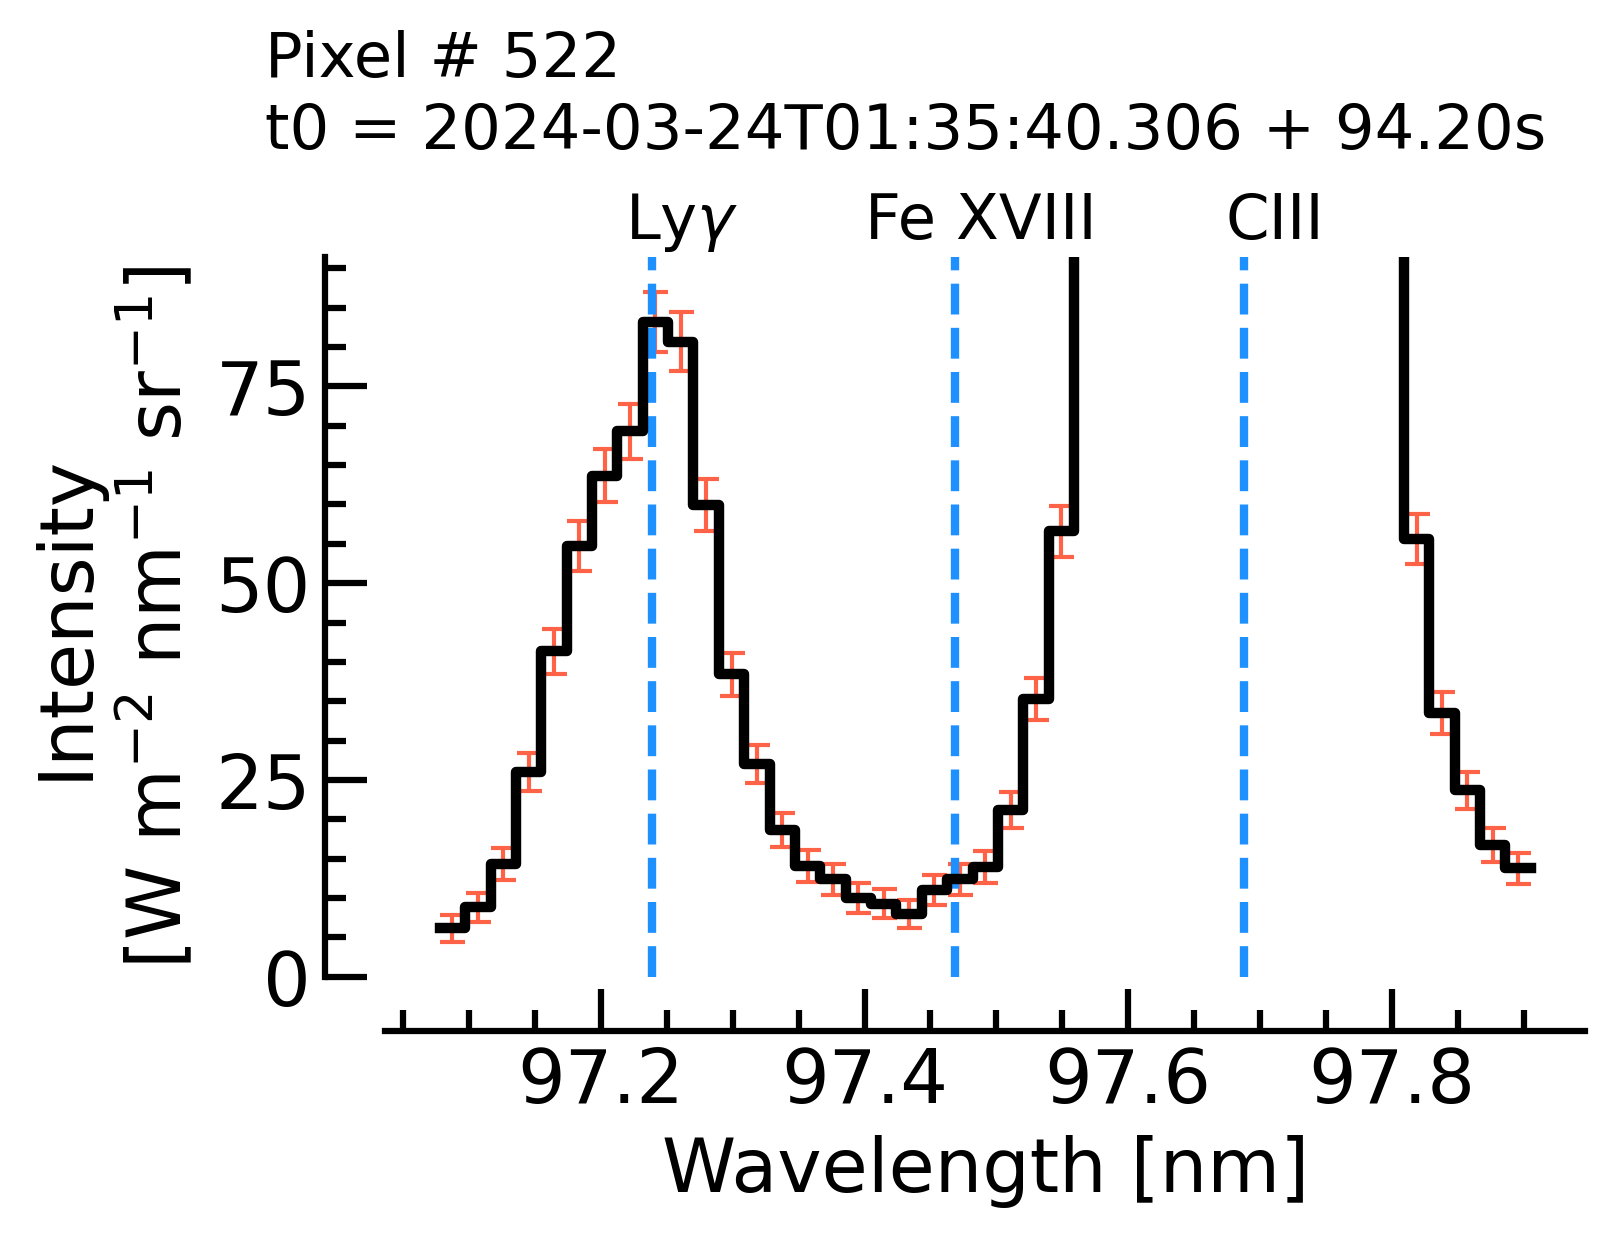 Pixel # 522
t0 = 2024-03-24T01:35:40.306 + 94.20s
Lyγ Fe XVIII CIII
Intensity
[W m⁻² nm⁻¹ sr⁻¹]
75
50
25
0
97.2 97.4 97.6 97.8
Wavelength [nm]